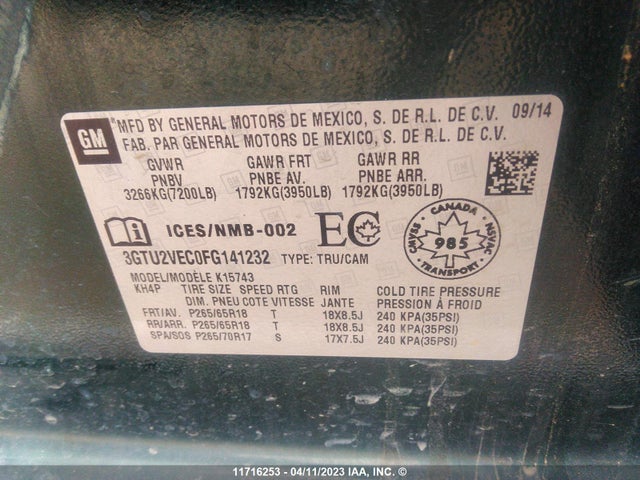 GM
MFD BY GENERAL MOTORS DE MEXICO, S. DE R.L. DE C.V. 09/14
FAB. PAR GENERAL MOTORS DE MEXICO, S. DE R.L. DE C.V.
GVWR GAWR FRT GAWR RR
PNBV PNBE AV. PNBE ARR.
3266KG(7200LB) 1792KG(3950LB) 1792KG(3950LB)
ICES/NMB-002 EC
CANADA
CMVSS 985 NSVAC
TRANSPORT
3GTU2VEC0FG141232 TYPE: TRU/CAM
MODEL/MODÈLE K15743
KH4P TIRE SIZE SPEED RTG RIM COLD TIRE PRESSURE
DIM. PNEU COTE VITESSE JANTE PRESSION À FROID
FRT/AV. P265/65R18 T 18X8.5J 240 KPA(35PSI)
RR/ARR. P265/65R18 T 18X8.5J 240 KPA(35PSI)
SPA/SOS P265/70R17 S 17X7.5J 240 KPA(35PSI)
11716253 - 04/11/2023 IAA, INC. ©